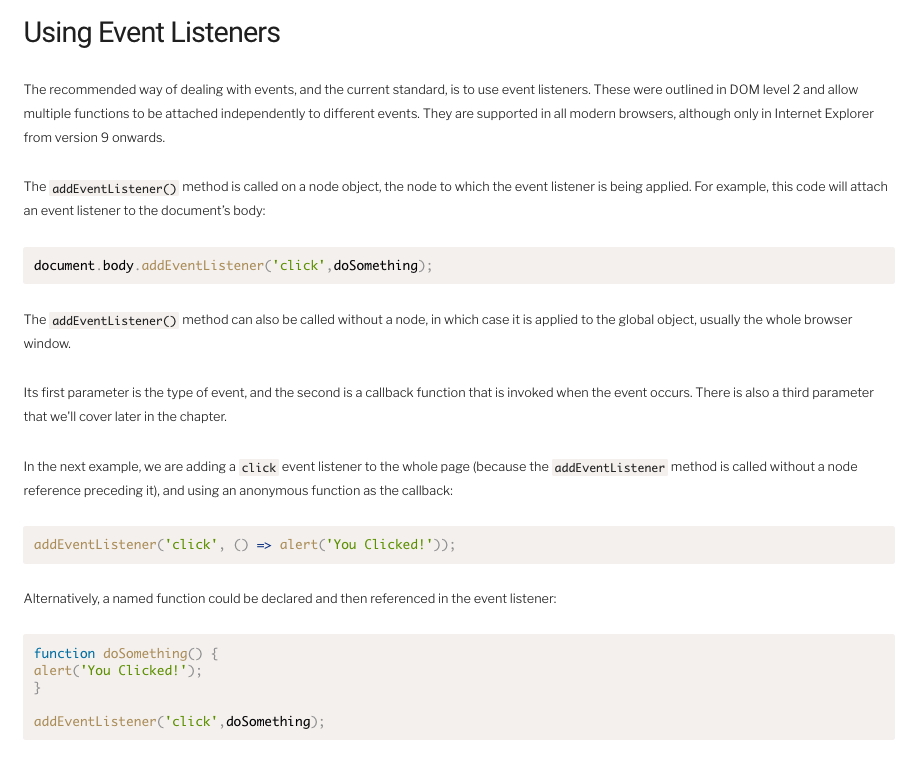 Using Event Listeners
The recommended way of dealing with events, and the current standard, is to use event listeners. These were outlined in DOM level 2 and allow
multiple functions to be attached independently to different events. They are supported in all modern browsers, although only in Internet Explorer
from version 9 onwards.
The addEventListener() method is called on a node object, the node to which the event listener is being applied. For example, this code will attach
an event listener to the document's body:
document.body.addEventListener('click',doSomething);
The addEventListener() method can also be called without a node, in which case it is applied to the global object, usually the whole browser
window.
Its first parameter is the type of event, and the second is a callback function that is invoked when the event occurs. There is also a third parameter
that we'll cover later in the chapter.
In the next example, we are adding a click event listener to the whole page (because the addEventListener method is called without a node
reference preceding it), and using an anonymous function as the callback:
addEventListener('click', () => alert('You Clicked!'));
Alternatively, a named function could be declared and then referenced in the event listener:
function doSomething() {
alert('You Clicked!');
}
addEventListener('click',doSomething);